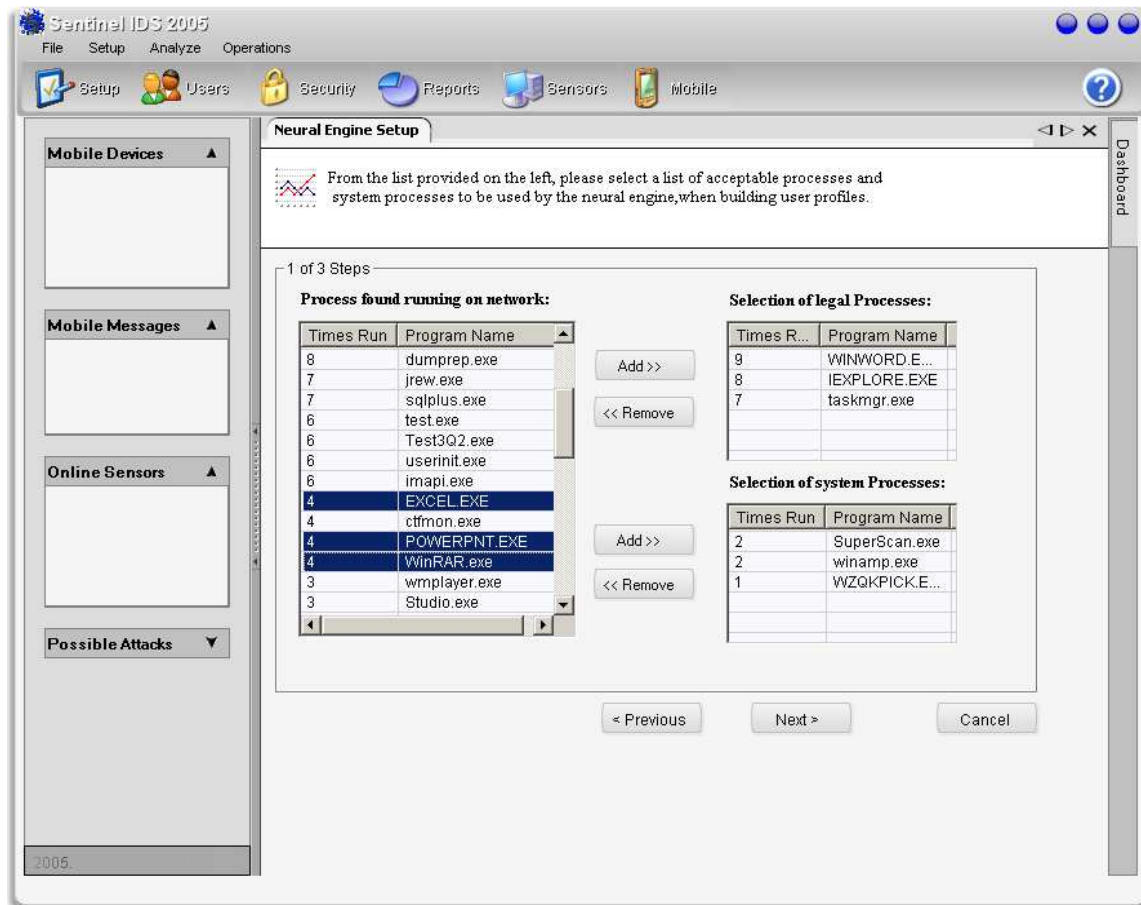 Sentinel IDS 2005
File Setup Analyze Operations
Setup Users Security Reports Sensors Mobile ?
Neural Engine Setup
Dashboard
Mobile Devices
Mobile Messages
Online Sensors
Possible Attacks
2005.
From the list provided on the left, please select a list of acceptable processes and
system processes to be used by the neural engine,when building user profiles.
1 of 3 Steps
Process found running on network:
Times Run Program Name
8 dumprep.exe
7 jrew.exe
7 sqlplus.exe
6 test.exe
6 Test3Q2.exe
6 userinit.exe
6 imapi.exe
4 EXCEL.EXE
4 ctfmon.exe
4 POWERPNT.EXE
4 WinRAR.exe
3 wmplayer.exe
3 Studio.exe
Add >>
<< Remove
Add >>
<< Remove
Selection of legal Processes:
Times R... Program Name
9 WINWORD.E...
8 IEXPLORE.EXE
7 taskmgr.exe
Selection of system Processes:
Times Run Program Name
2 SuperScan.exe
2 winamp.exe
1 WZQKPICK.E...
< Previous Next > Cancel